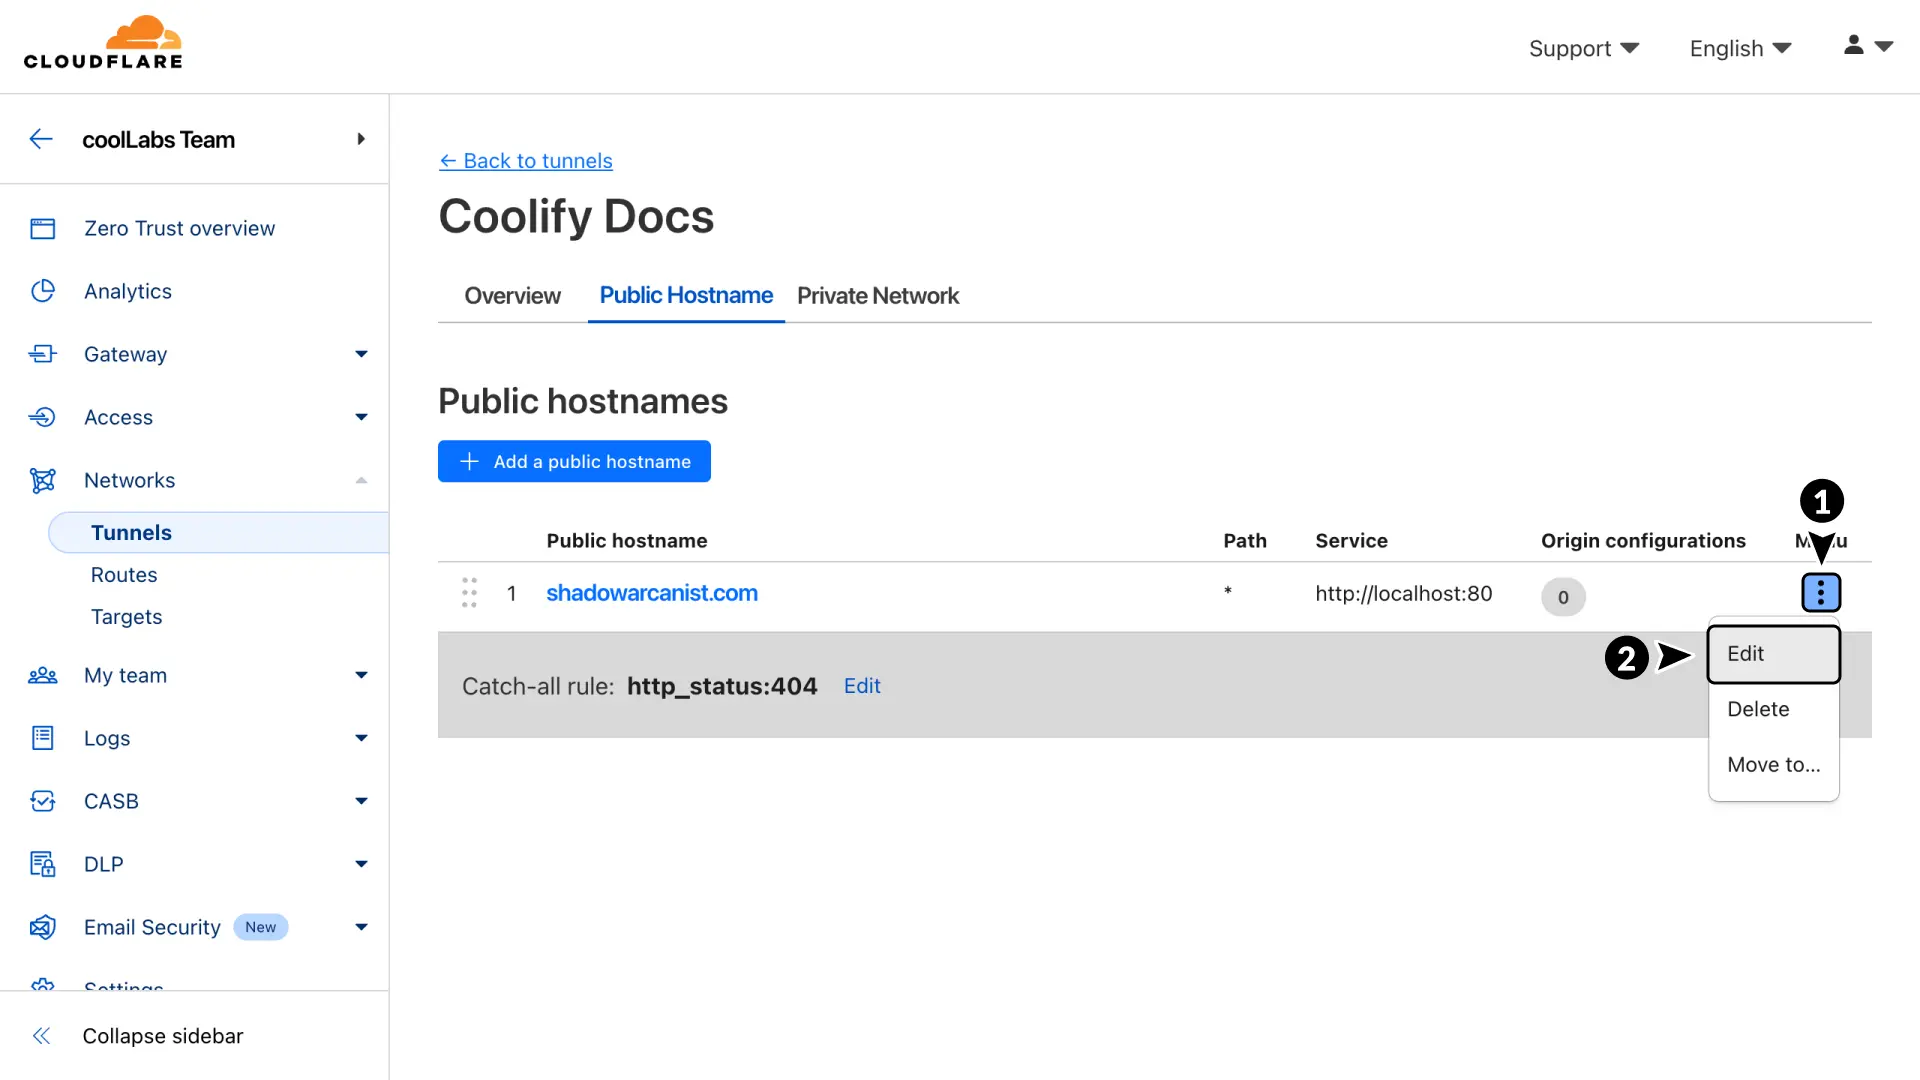 CLOUDFLARE
Support
English
coolLabs Team
Zero Trust overview
Analytics
Gateway
Access
Networks
Tunnels
Routes
Targets
My team
Logs
CASB
DLP
Email Security New
Settings
Collapse sidebar
← Back to tunnels
Coolify Docs
Overview Public Hostname Private Network
Public hostnames
+ Add a public hostname
1
Public hostname Path Service Origin configurations Menu
1 shadowarcanist.com * http://localhost:80 0
2
Edit
Delete
Move to...
Catch-all rule: http_status:404 Edit